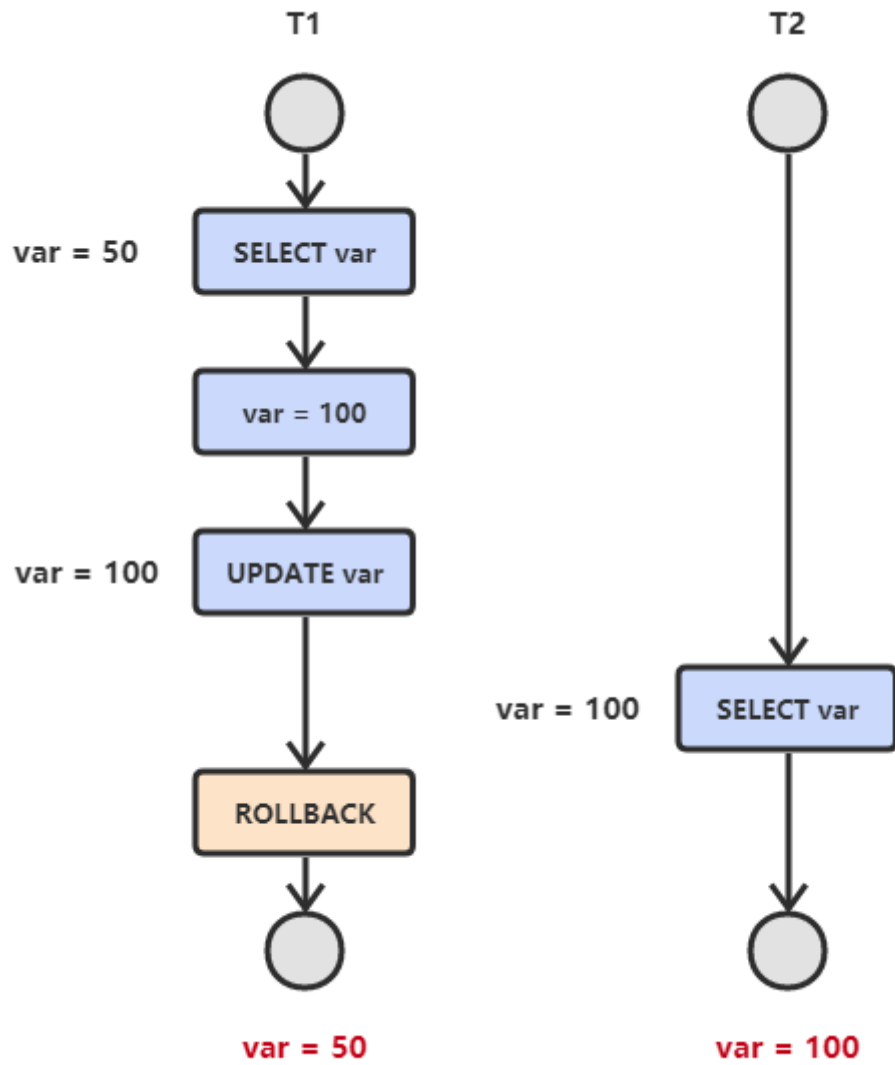 T1
T2
var = 50
SELECT var
var = 100
var = 100
UPDATE var
var = 100
SELECT var
ROLLBACK
var = 50
var = 100